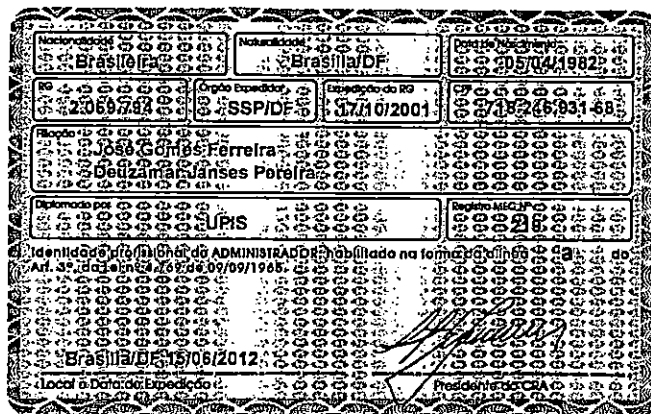 Nacionalidade Naturalidade Data de Nascimento
Brasileira Brasília/DF 05/04/1982
RG Órgão Expedidor Expedição do RG CPF
2.069.794 SSP/DF 17/10/2001 718.246.931-68
Filiação
José Gomes Ferreira
Deuzamar Janses Pereira
Diplomado por Registro MEC Nº
UPIS
Identidade profissional do ADMINISTRADOR, habilitado na forma da alínea a do
Art. 3º, da Lei nº 4.769 de 09/09/1965.
Brasília/DF, 15/06/2012
Local e Data de Expedição Presidente do CRA